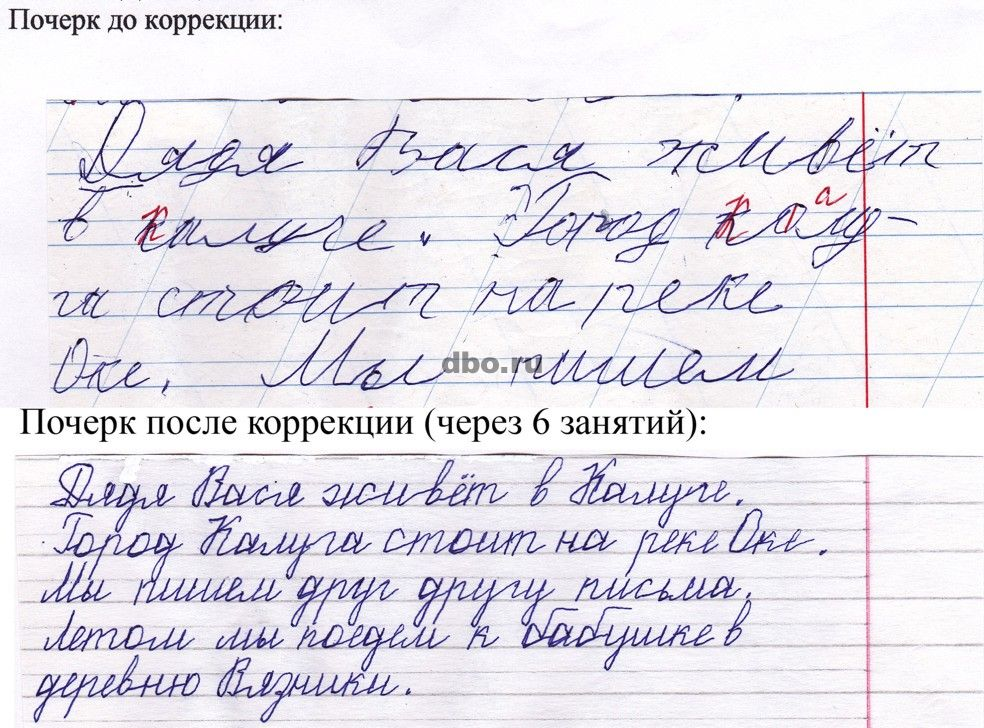 Почерк до коррекции:
Дядя Вася живёт
в калуге. Город Калу-
га стоит на реке
Оке. Мы пишем
dbo.ru
Почерк после коррекции (через 6 занятий):
Дядя Вася живёт в Калуге.
Город Калуга стоит на реке Оке.
Мы пишем друг другу письма.
Летом мы поедем к бабушке в
деревню Вязники.